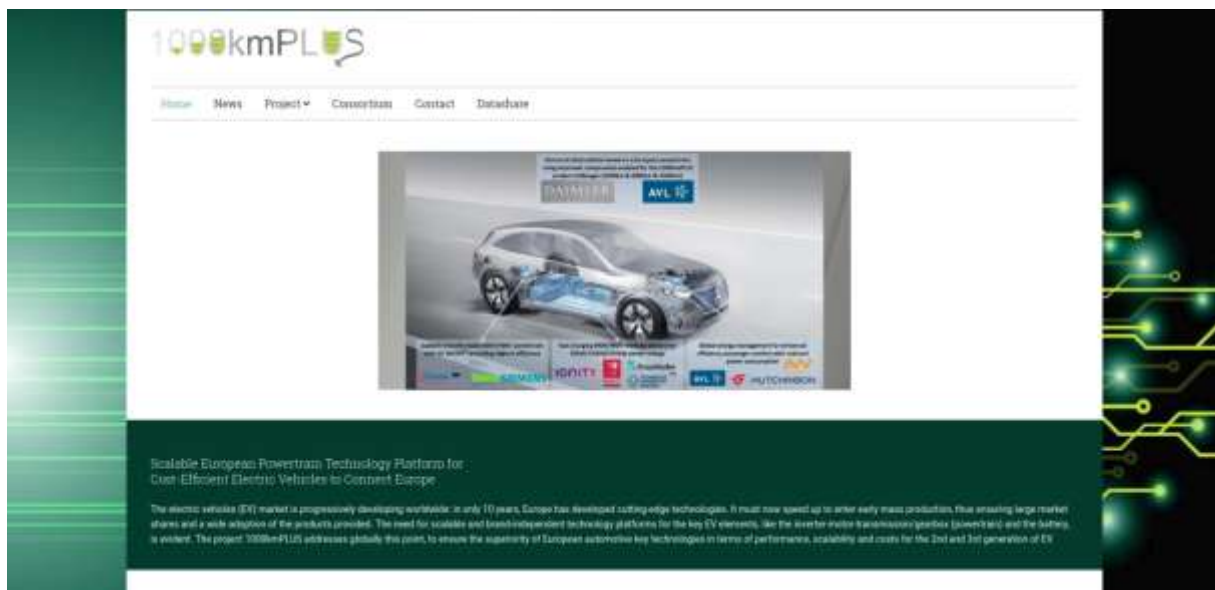 1000kmPLUS
Home News Project Consortium Contact Datashare
DAIMLER AVL
IONITY Fraunhofer
SIEMENS AVL HUTCHINSON
Scalable European Powertrain Technology Platform for
Cost-Efficient Electric Vehicles to Connect Europe
The electric vehicles (EV) market is progressively developing worldwide: in only 10 years, Europe has developed cutting-edge technologies. It must now speed up to enter early mass production, thus ensuring large market
shares and a wide adoption of the products provided. The need for scalable and brand-independent technology platforms for the key EV elements, like the inverter-motor-transmission/gearbox (powertrain) and the battery,
is evident. The project 1000kmPLUS addresses globally this point, to ensure the superiority of European automotive key technologies in terms of performance, scalability and costs for the 2nd and 3rd generation of EV